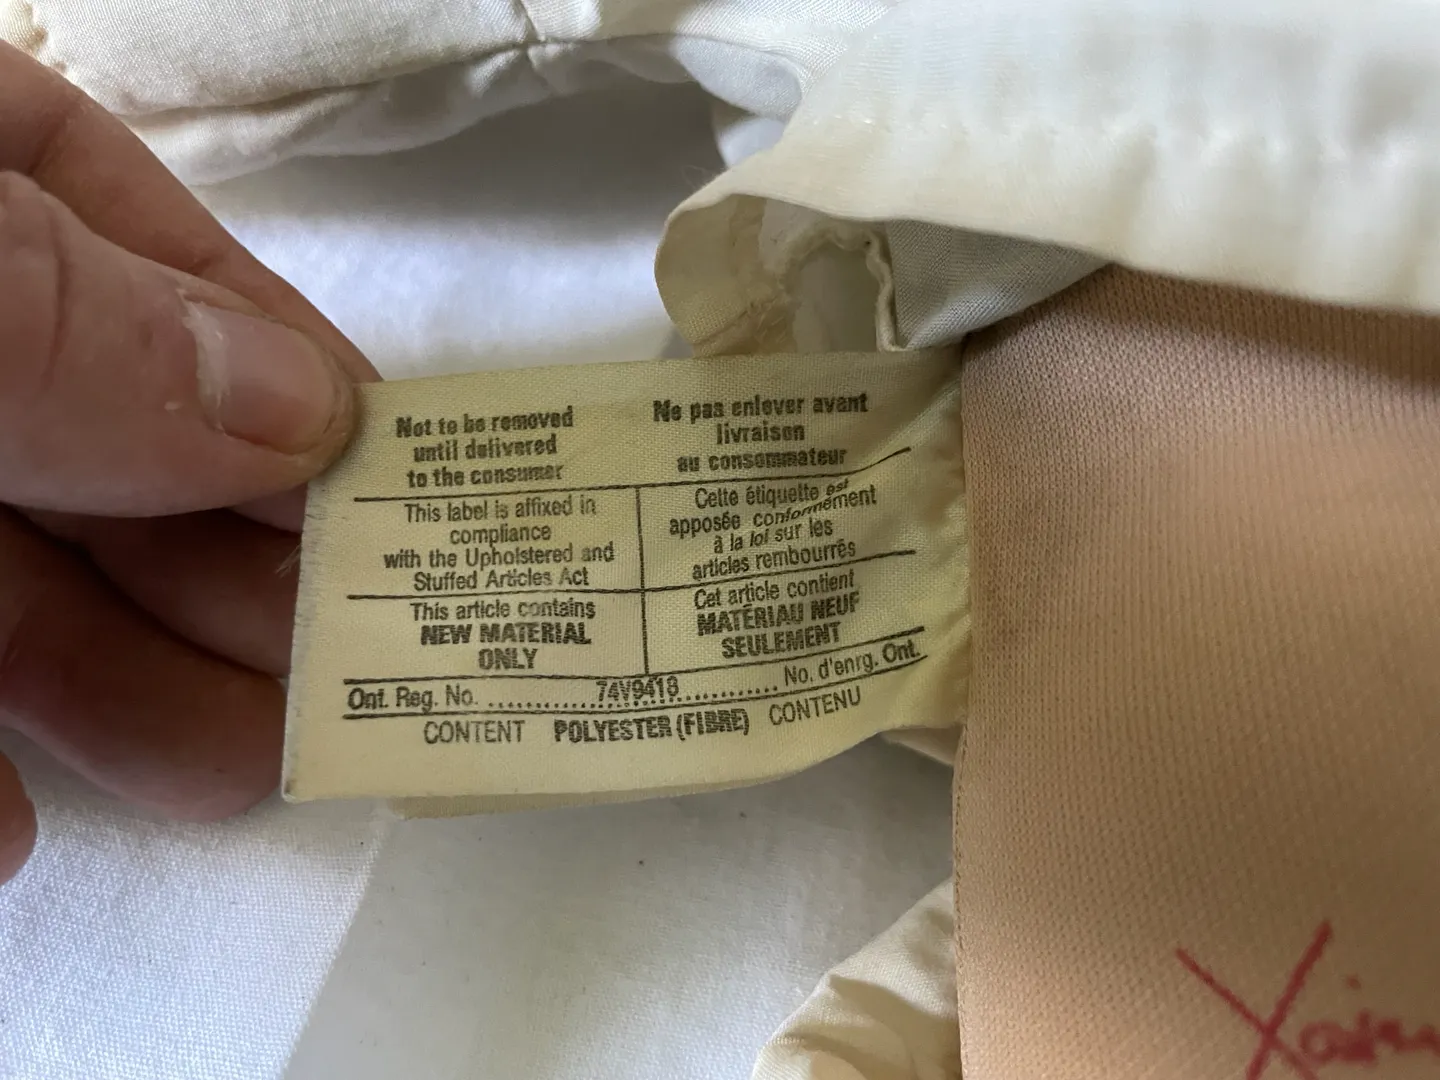 Not to be removed
until delivered
to the consumer
Ne pas enlever avant
livraison
au consommateur
This label is affixed in
compliance
with the Upholstered and
Stuffed Articles Act
Cette étiquette est
apposée conformément
à la loi sur les
articles rembourrés
This article contains
NEW MATERIAL
ONLY
Cet article contient
MATÉRIAU NEUF
SEULEMENT
Ont. Reg. No. .................74V9418............ No. d'enrg. Ont.
CONTENT POLYESTER (FIBRE) CONTENU